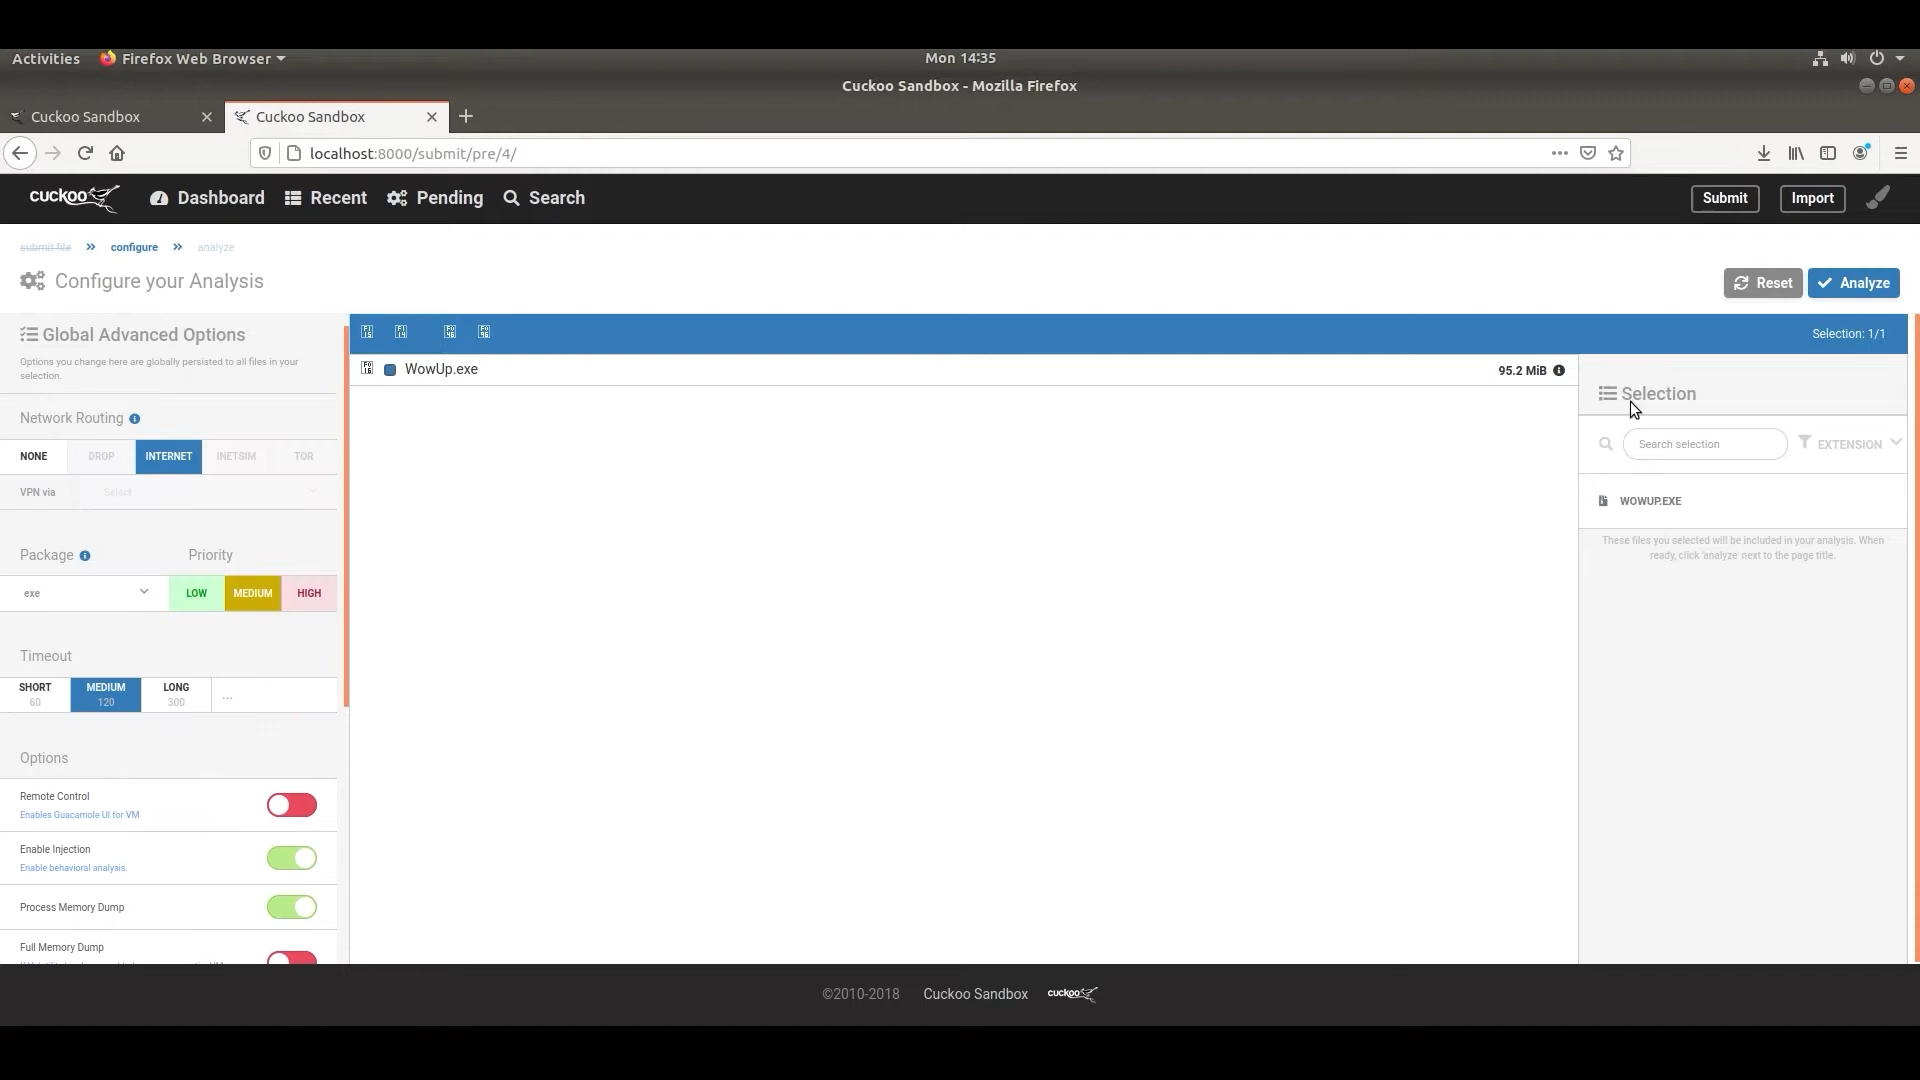 Activities Firefox Web Browser Mon 14:35
Cuckoo Sandbox - Mozilla Firefox
Cuckoo Sandbox Cuckoo Sandbox
localhost:8000/submit/pre/4/
cuckoo Dashboard Recent Pending Search Submit Import
submit file » configure » analyze
Configure your Analysis Reset Analyze
Global Advanced Options
Options you change here are globally persisted to all files in your
selection.
Selection: 1/1
WowUp.exe 95.2 MiB
Network Routing
NONE DROP INTERNET INETSIM TOR
VPN via Select
Package Priority
exe LOW MEDIUM HIGH
Timeout
SHORT MEDIUM LONG ...
60 120 300
Options
Remote Control
Enables Guacamole UI for VM
Enable Injection
Enable behavioral analysis.
Process Memory Dump
Full Memory Dump
Selection
Search selection EXTENSION
WOWUP.EXE
These files you selected will be included in your analysis. When
ready, click 'analyze' next to the page title.
©2010-2018 Cuckoo Sandbox cuckoo